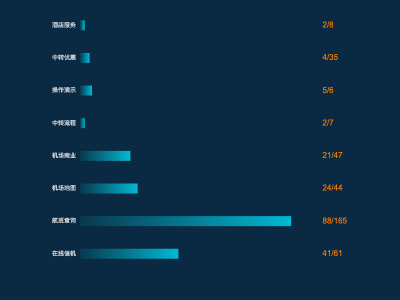 酒店服务 2/8
中转优惠 4/35
操作演示 5/6
中转流程 2/7
机场商业 21/47
机场地图 24/44
航班查询 88/165
在线值机 41/61